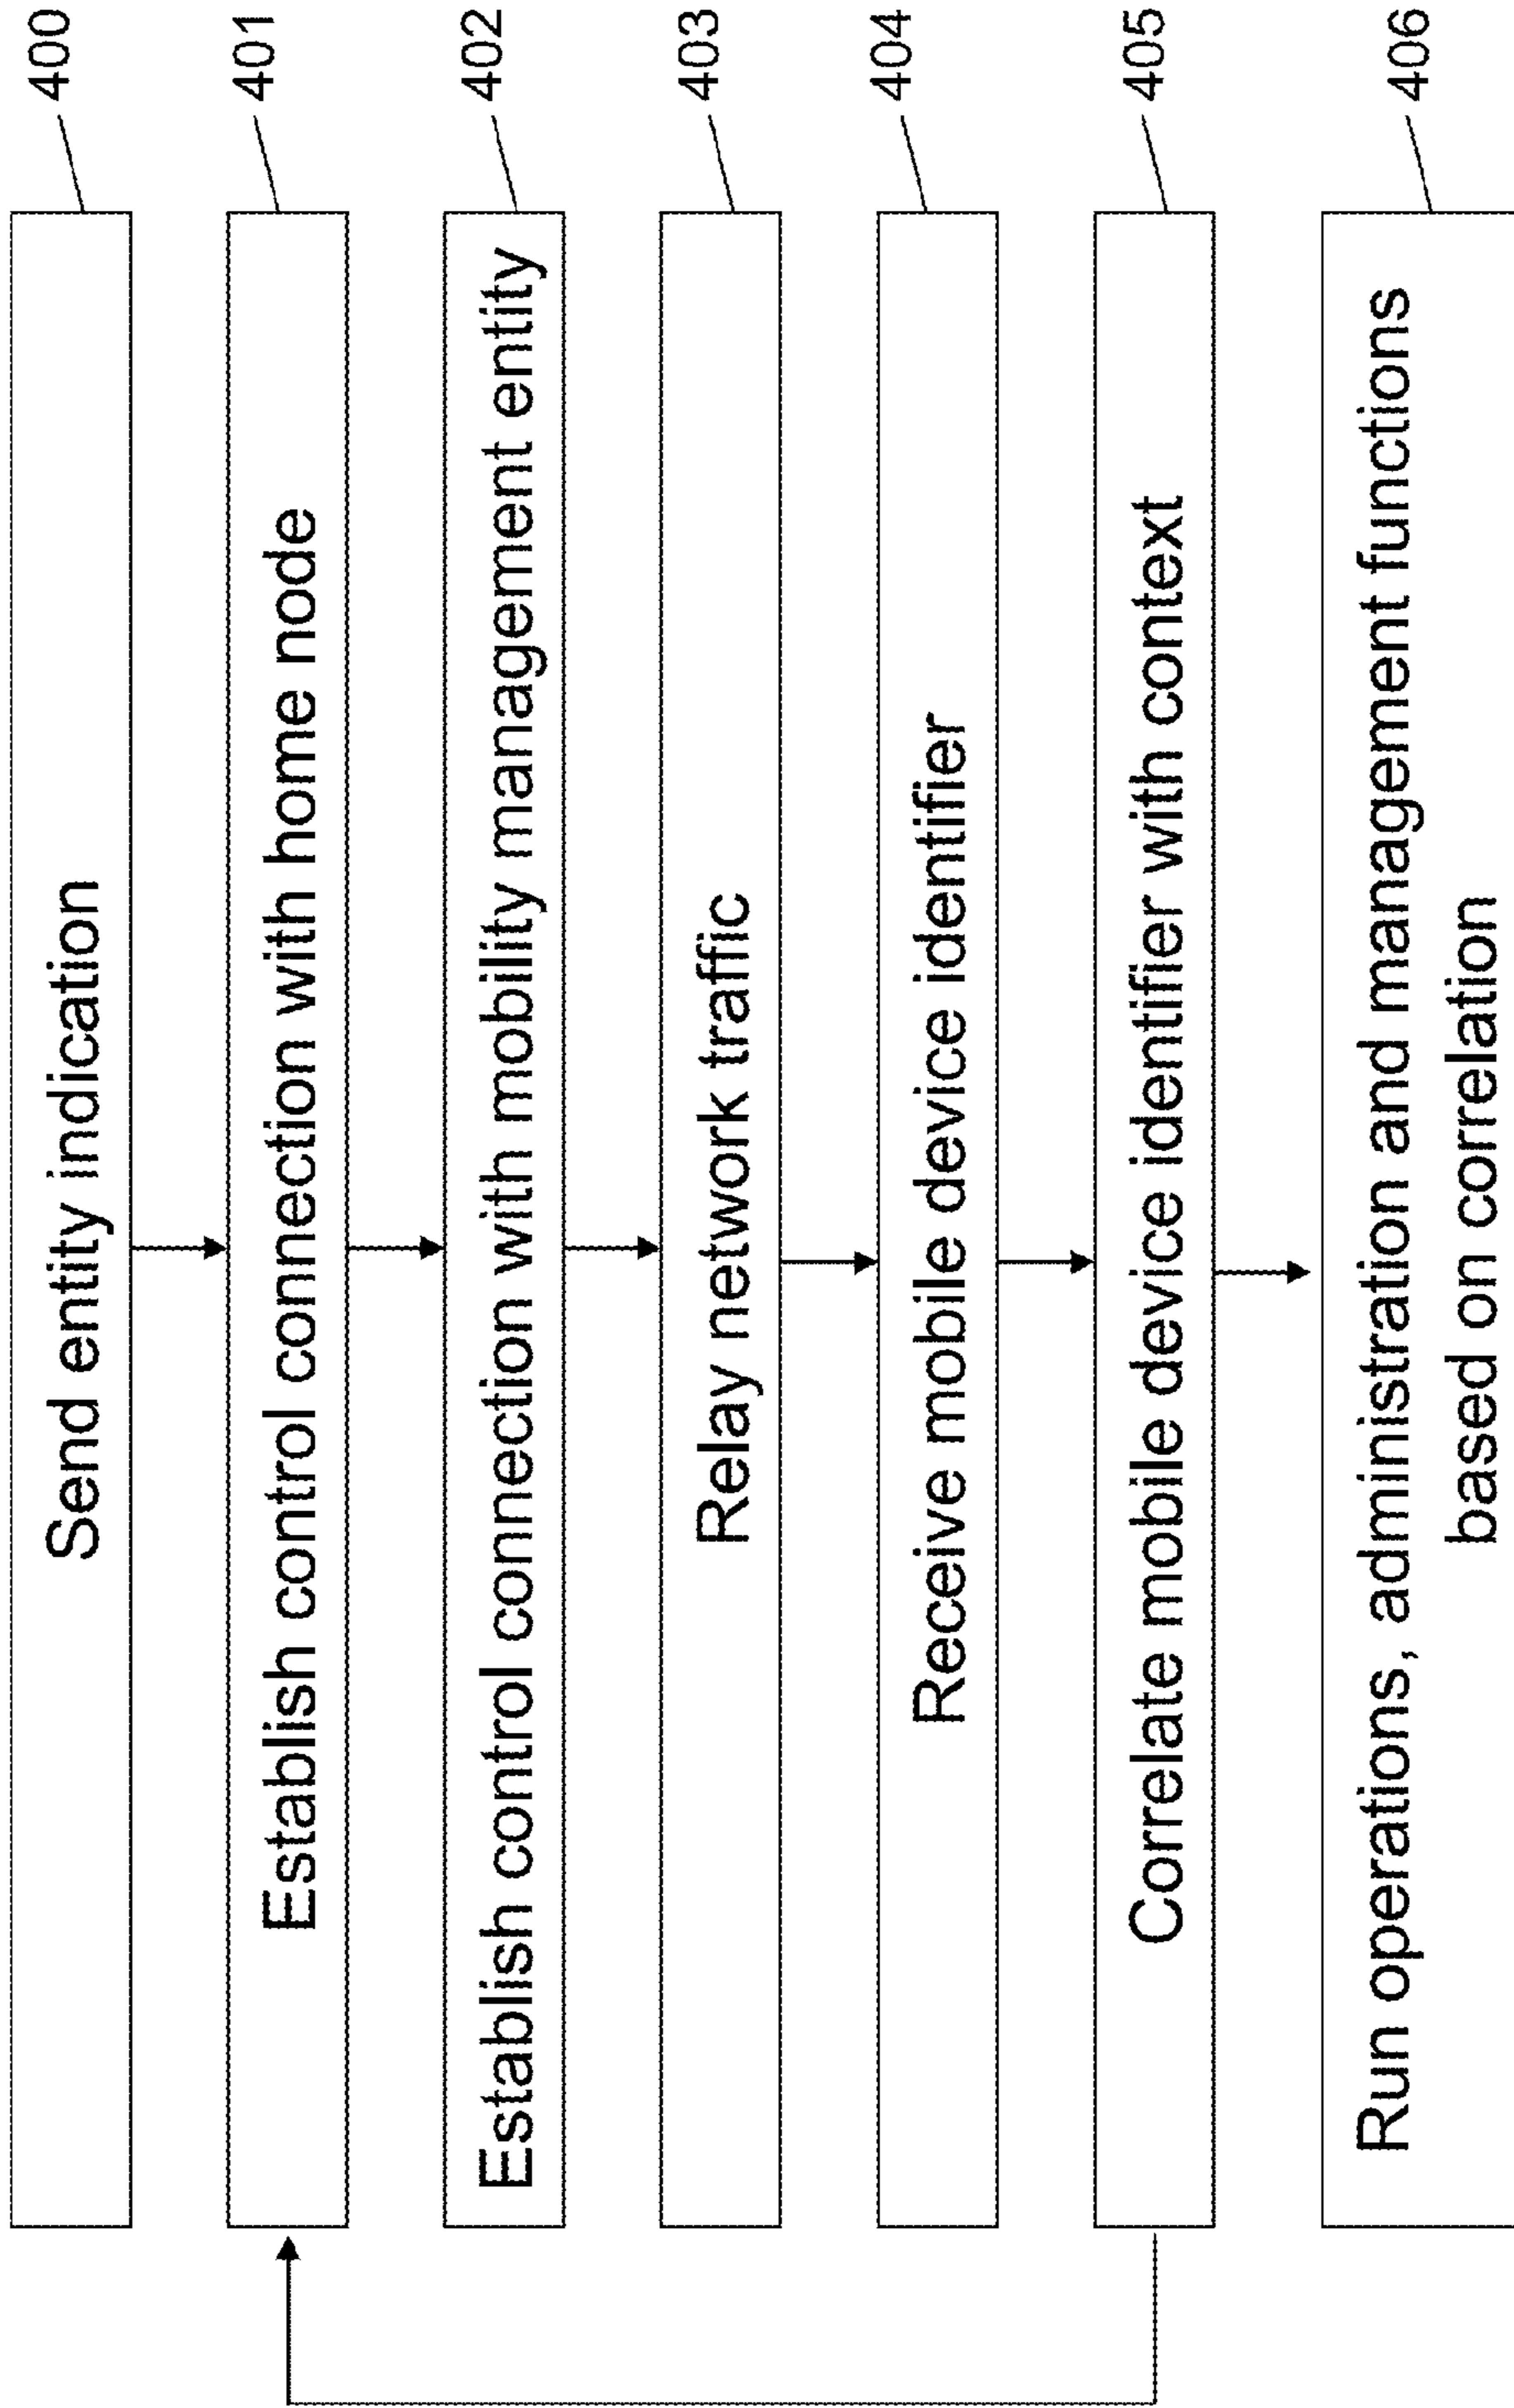 Send entity indication
400
Establish control connection with home node
401
Establish control connection with mobility management entity
402
Relay network traffic
403
Receive mobile device identifier
404
Correlate mobile device identifier with context
405
Run operations, administration and management functions
based on correlation
406